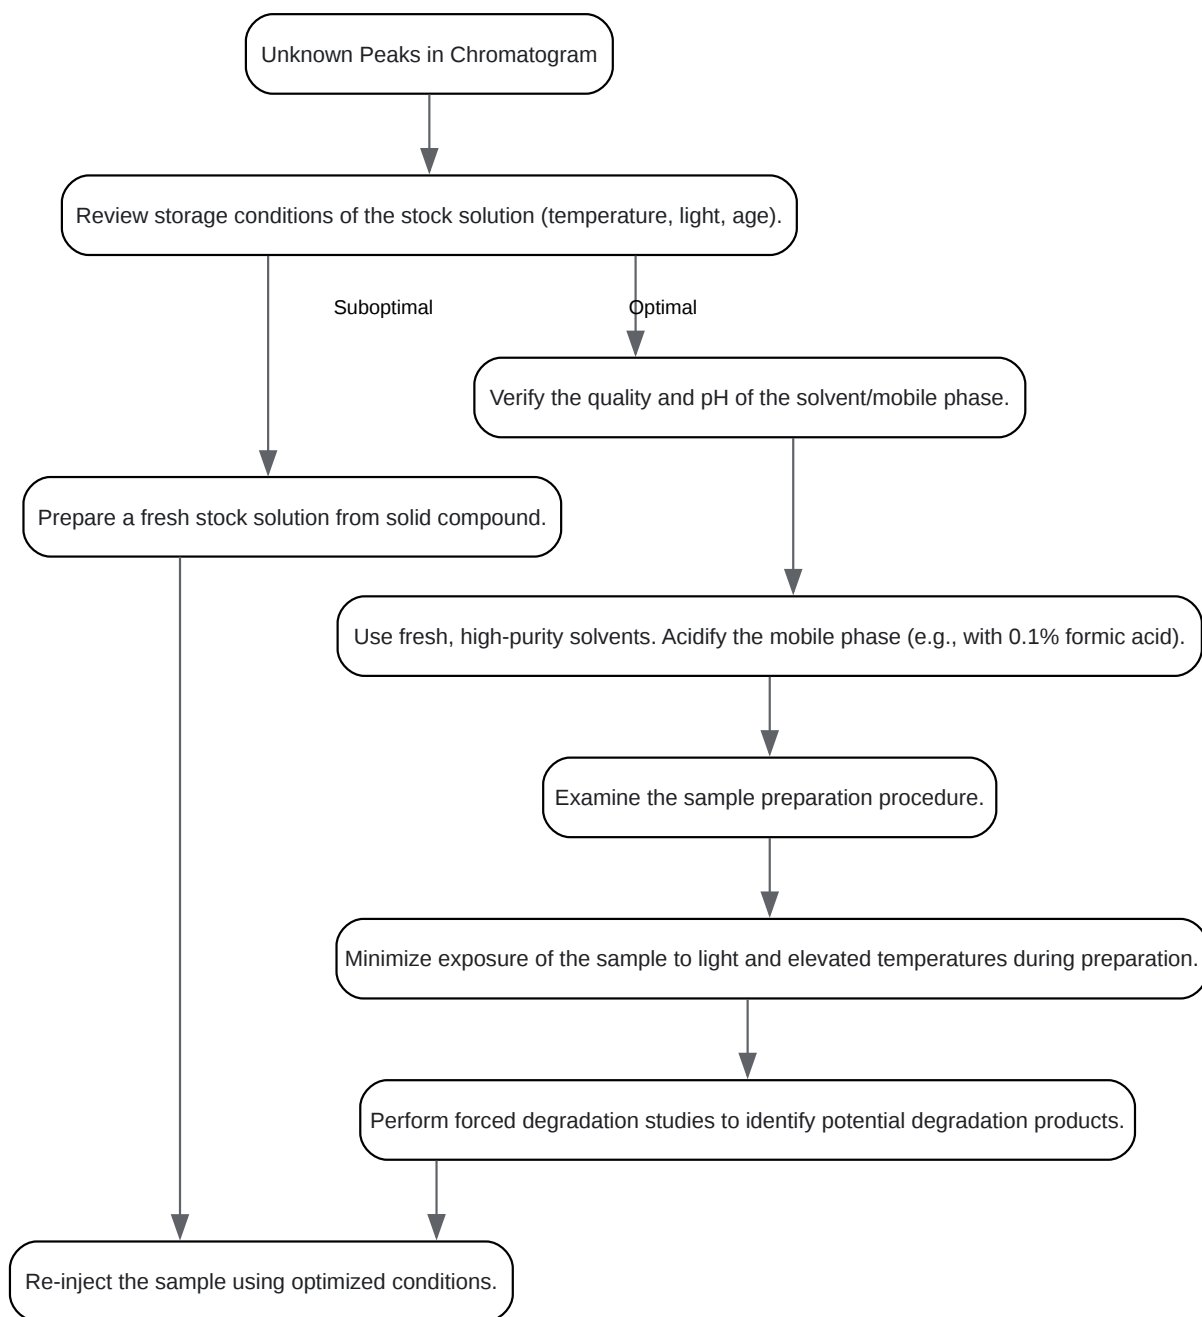 Unknown Peaks in Chromatogram
Review storage conditions of the stock solution (temperature, light, age).
Suboptimal
Optimal
Verify the quality and pH of the solvent/mobile phase.
Prepare a fresh stock solution from solid compound.
Use fresh, high-purity solvents. Acidify the mobile phase (e.g., with 0.1% formic acid).
Examine the sample preparation procedure.
Minimize exposure of the sample to light and elevated temperatures during preparation.
Perform forced degradation studies to identify potential degradation products.
Re-inject the sample using optimized conditions.